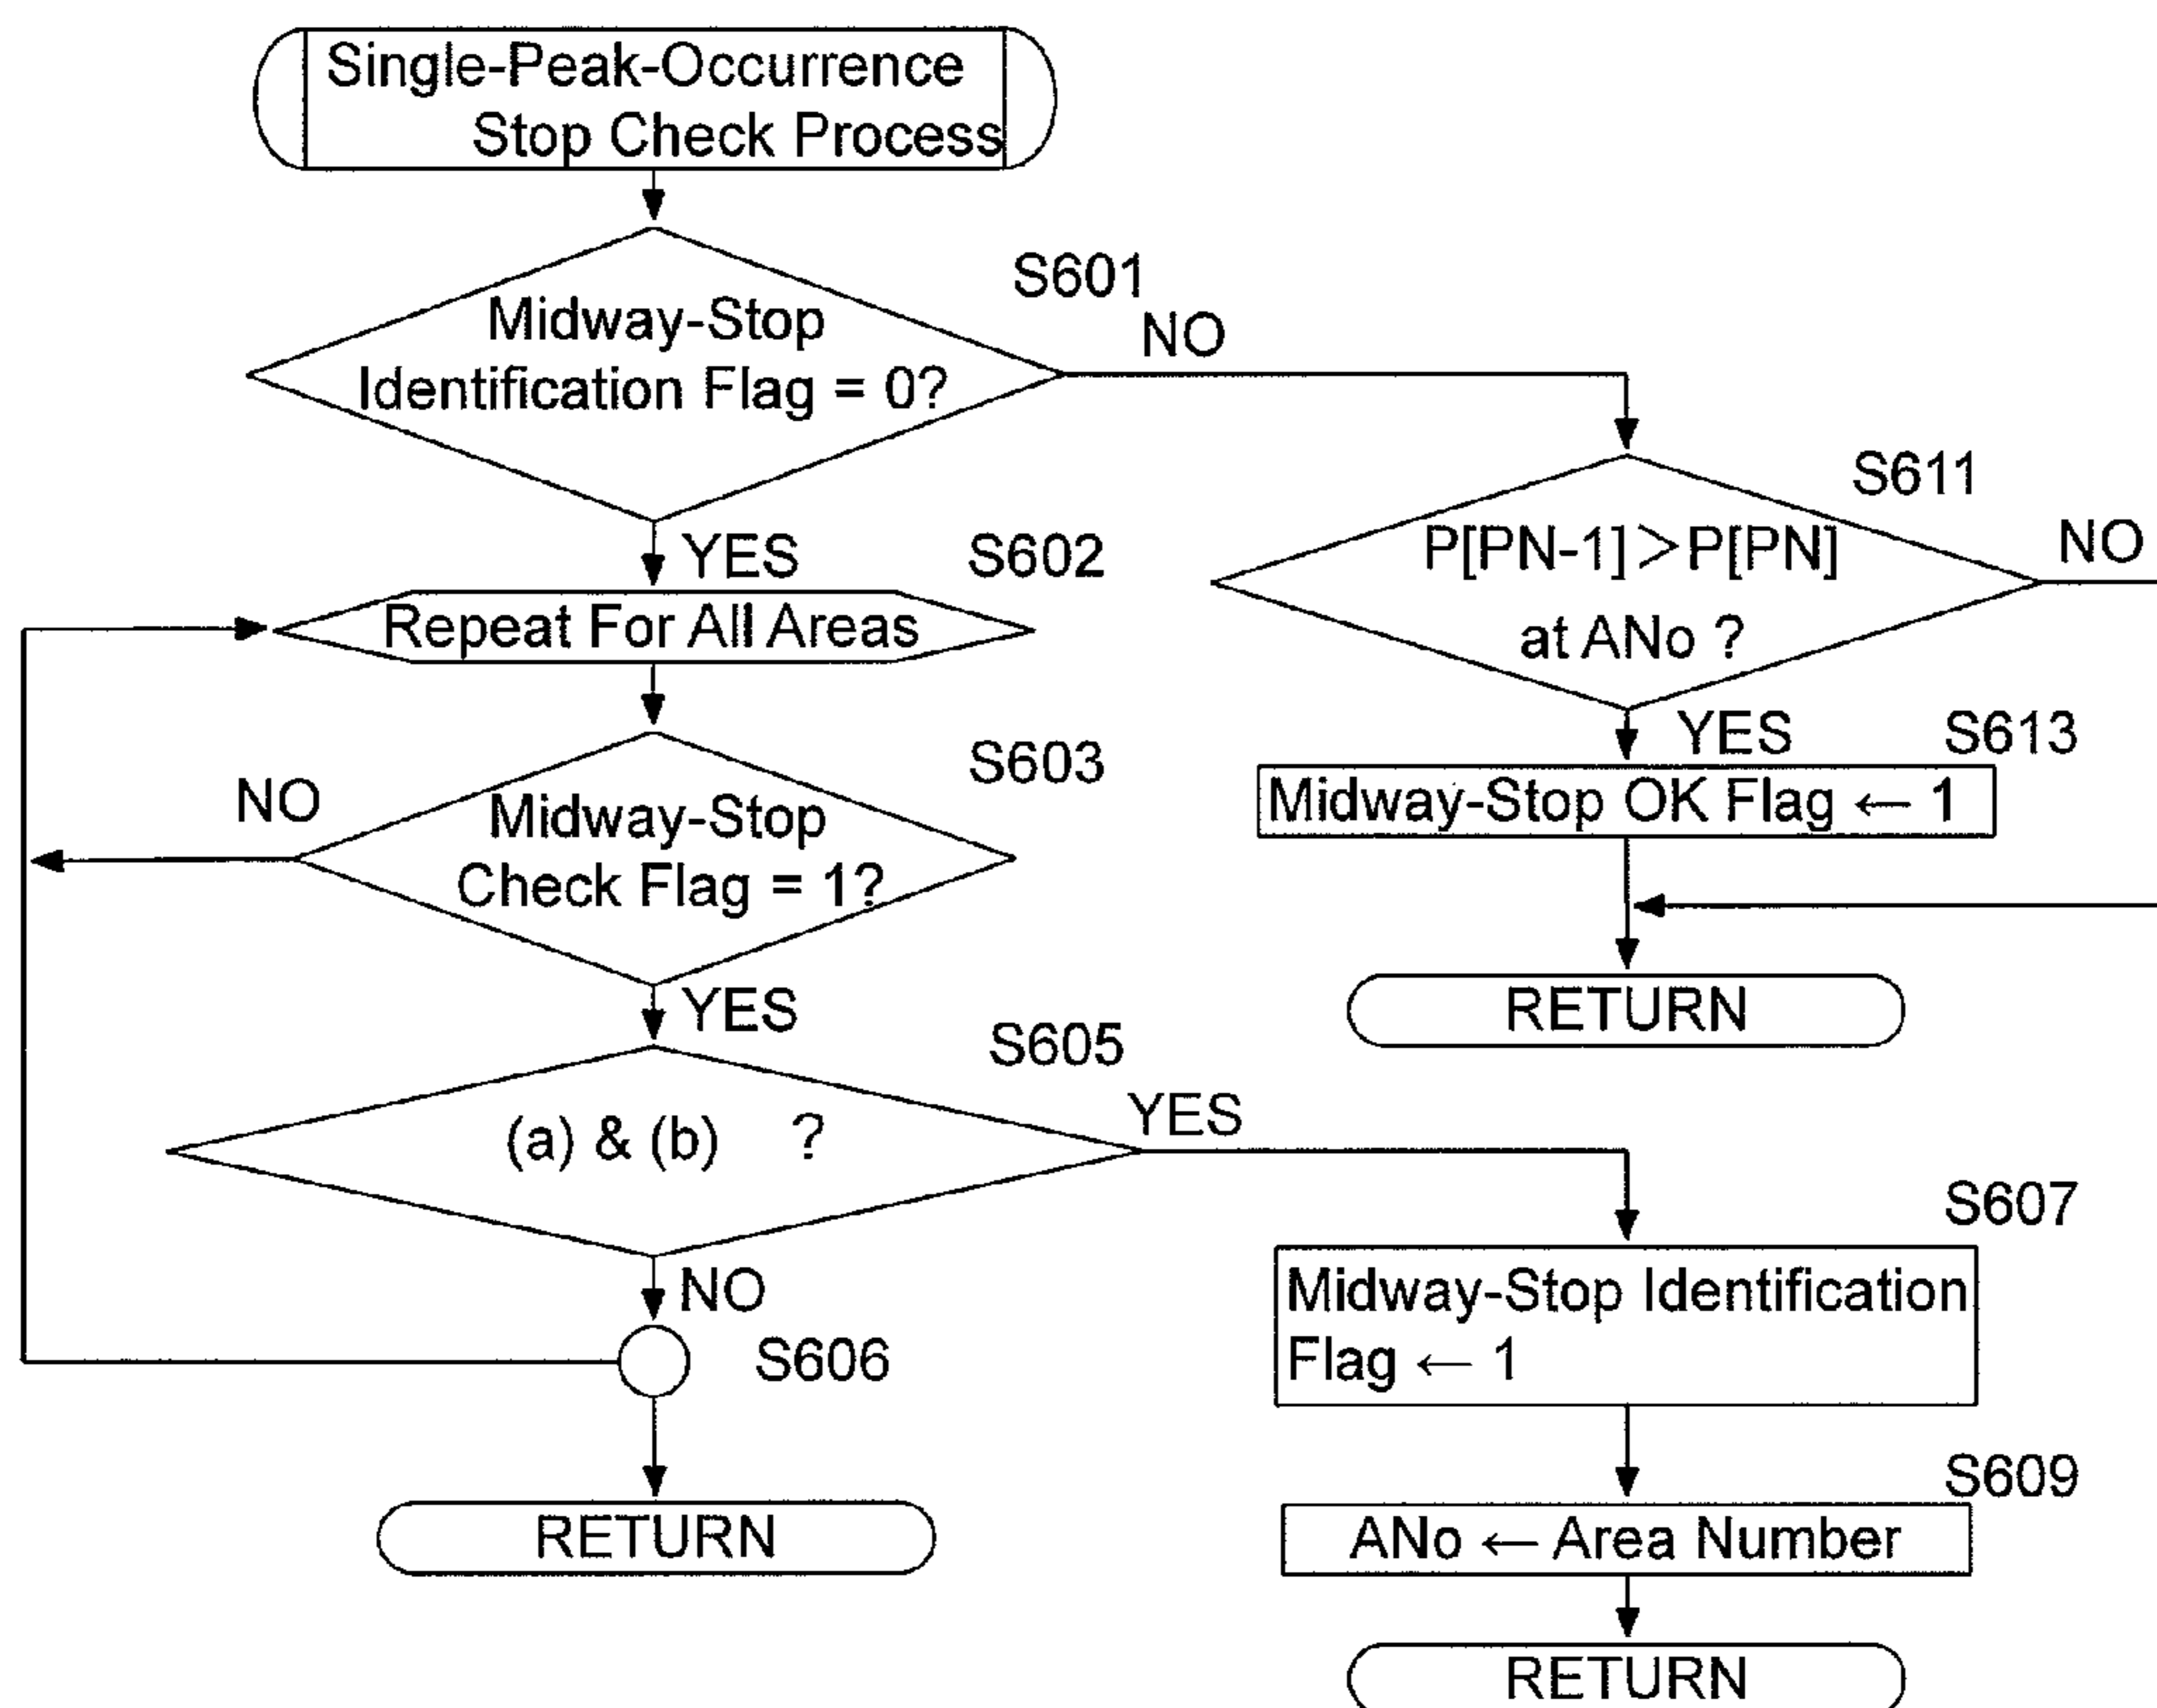 Single-Peak-Occurrence
Stop Check Process
S601
Midway-Stop
Identification Flag = 0?
NO
YES
S602
Repeat For All Areas
S603
NO
Midway-Stop
Check Flag = 1?
YES
S605
(a) & (b) ?
YES
NO
S606
RETURN
S611
P[PN-1]>P[PN]
at ANo ?
NO
YES
S613
Midway-Stop OK Flag ← 1
RETURN
S607
Midway-Stop Identification
Flag ← 1
S609
ANo ← Area Number
RETURN